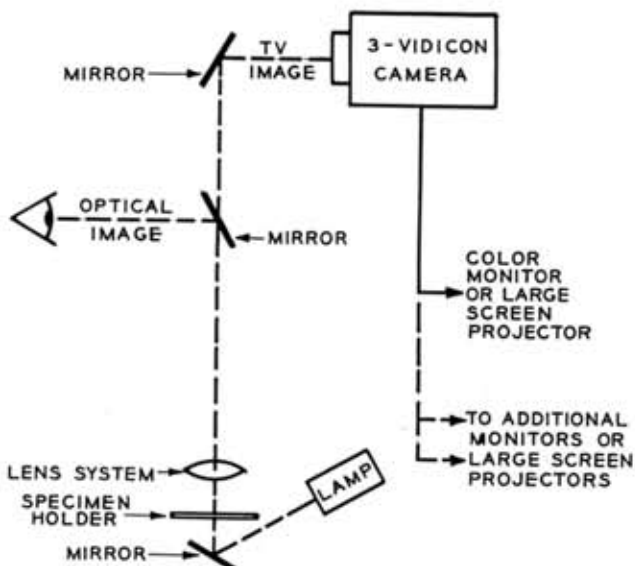 TV
IMAGE
3-VIDICON
CAMERA
MIRROR
OPTICAL
IMAGE
MIRROR
COLOR
MONITOR
OR LARGE
SCREEN
PROJECTOR
TO ADDITIONAL
MONITORS OR
LARGE SCREEN
PROJECTORS
LENS SYSTEM
LAMP
SPECIMEN
HOLDER
MIRROR